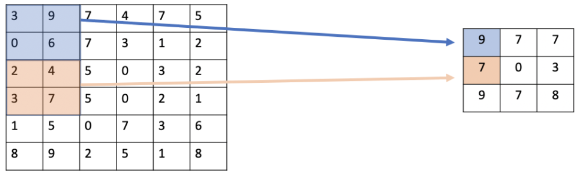 3 9 7 4 7 5
0 6 7 3 1 2
2 4 5 0 3 2
3 7 5 0 2 1
1 5 0 7 3 6
8 9 2 5 1 8
9 7 7
7 0 3
9 7 8